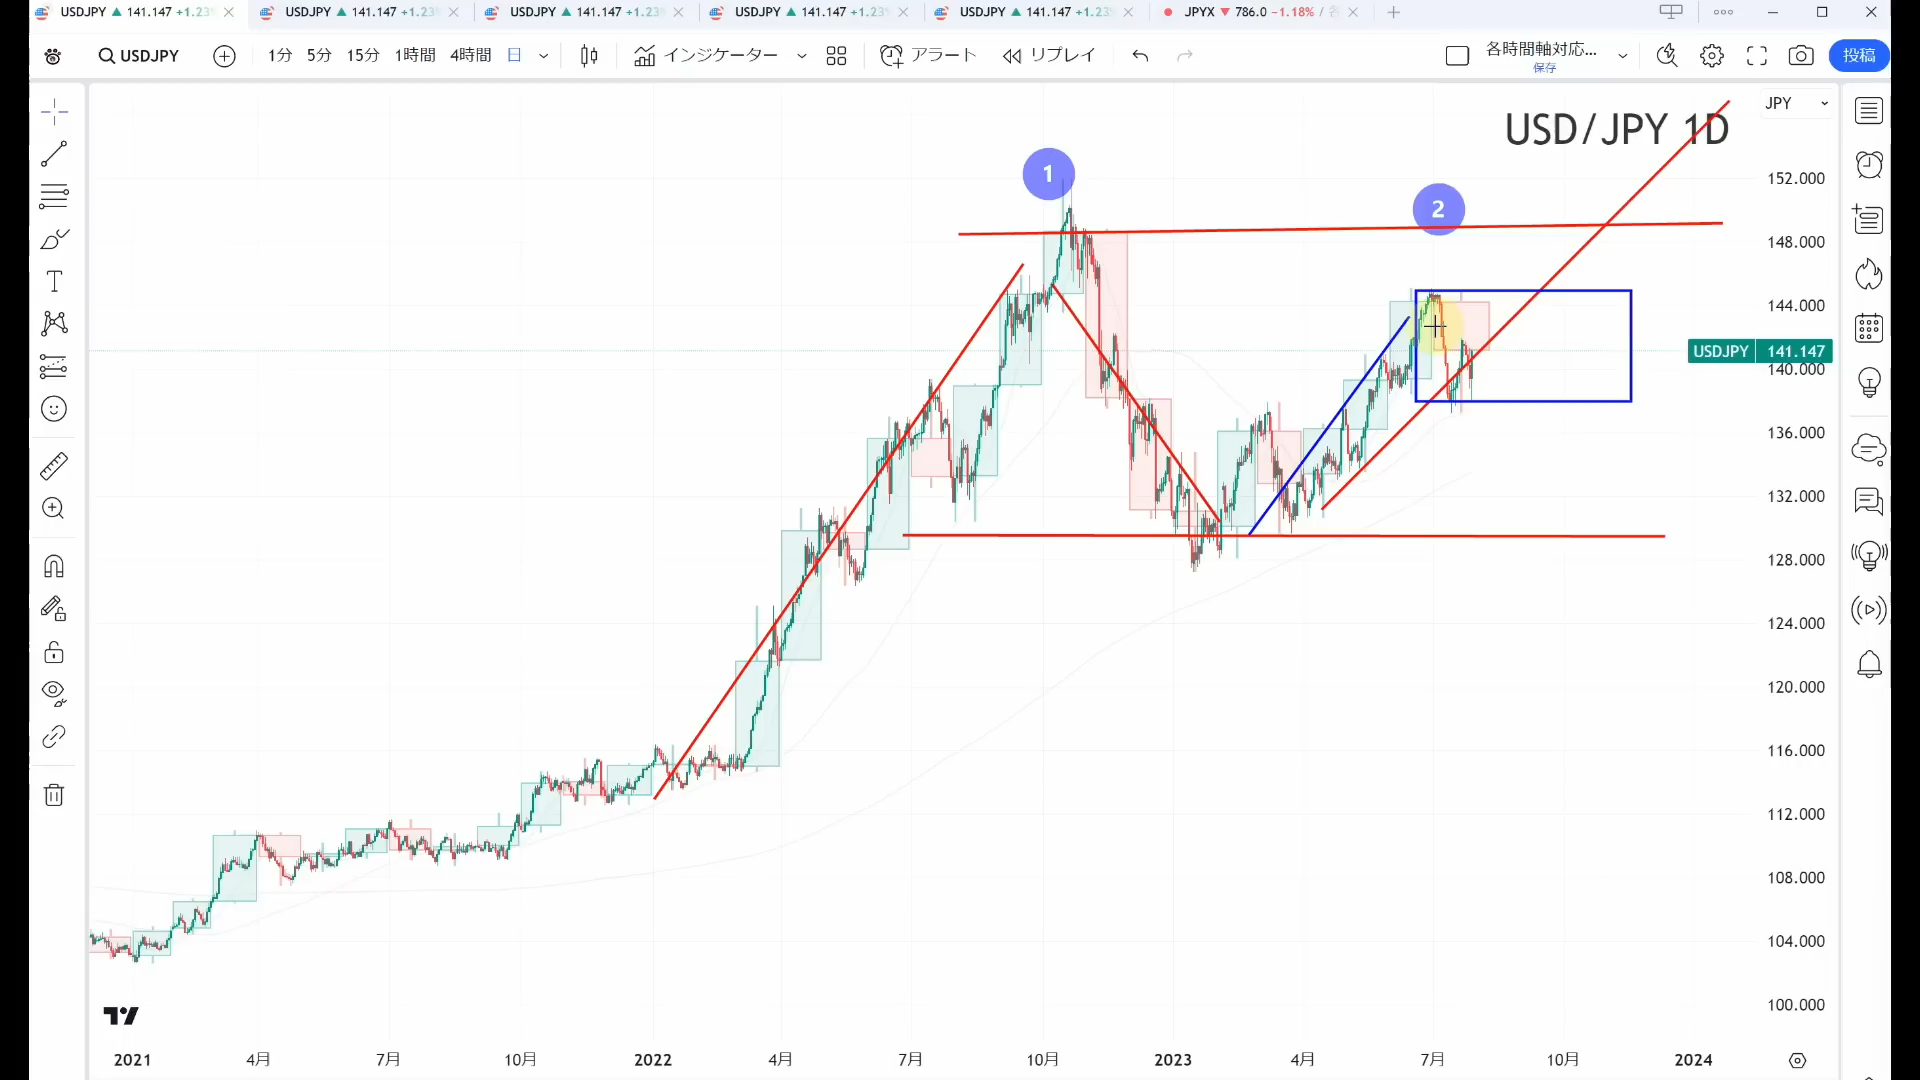 USDJPY ▲ 141.147 +1.23
USDJPY ▲ 141.147 +1.23
USDJPY ▲ 141.147 +1.23
USDJPY ▲ 141.147 +1.23
USDJPY ▲ 141.147 +1.23
JPYX ▼ 786.0 −1.18% /
USDJPY
1分 5分 15分 1時間 4時間 日
インジケーター
アラート
リプレイ
各時間軸対応...
保存
投稿
USD/JPY 1D
JPY
1
2
152.000
148.000
144.000
USDJPY 141.147
140.000
136.000
132.000
128.000
124.000
120.000
116.000
112.000
108.000
104.000
100.000
2021 4月 7月 10月 2022 4月 7月 10月 2023 4月 7月 10月 2024